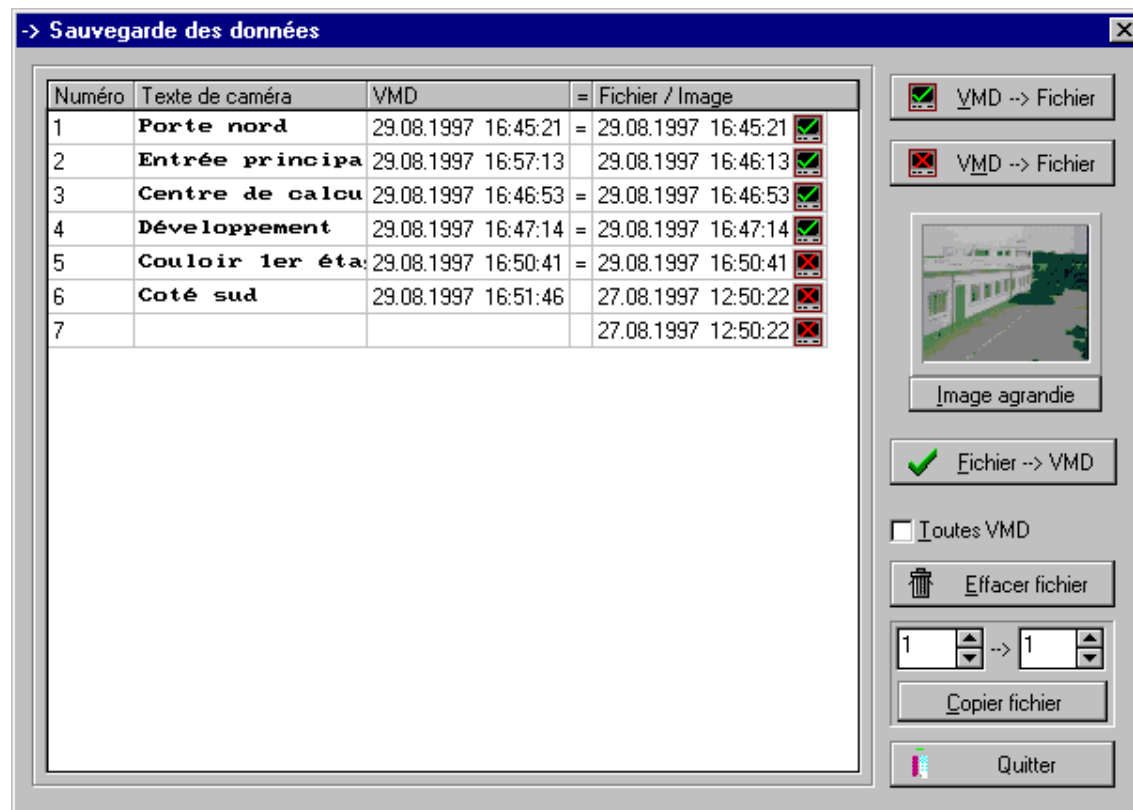 -> Sauvegarde des données
Numéro Texte de caméra VMD = Fichier / Image
1 Porte nord 29.08.1997 16:45:21 = 29.08.1997 16:45:21
2 Entrée principa 29.08.1997 16:57:13 29.08.1997 16:46:13
3 Centre de calcu 29.08.1997 16:46:53 = 29.08.1997 16:46:53
4 Développement 29.08.1997 16:47:14 = 29.08.1997 16:47:14
5 Couloir 1er éta 29.08.1997 16:50:41 = 29.08.1997 16:50:41
6 Coté sud 29.08.1997 16:51:46 27.08.1997 12:50:22
7 27.08.1997 12:50:22
VMD --> Fichier
VMD --> Fichier
Image agrandie
Fichier --> VMD
Toutes VMD
Effacer fichier
1 --> 1
Copier fichier
Quitter